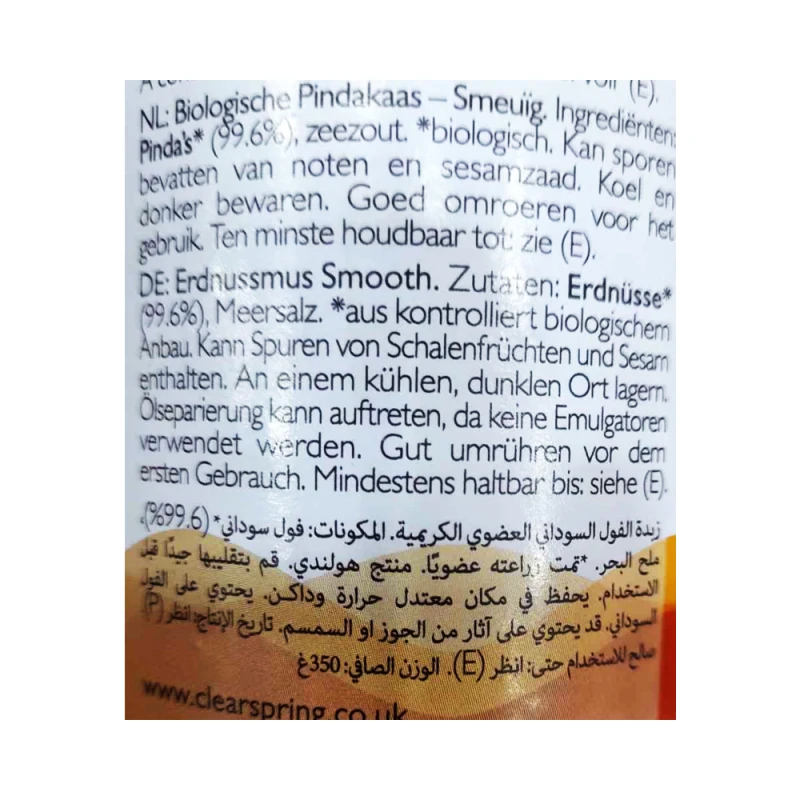 (E).
NL: Biologische Pindakaas – Smeuïg. Ingrediënten:
Pinda's* (99.6%), zeezout. *biologisch. Kan sporen
bevatten van noten en sesamzaad. Koel en
donker bewaren. Goed omroeren voor het
gebruik. Ten minste houdbaar tot: zie (E).
DE: Erdnussmus Smooth. Zutaten: Erdnüsse*
(99.6%), Meersalz. *aus kontrolliert biologischem
Anbau. Kann Spuren von Schalenfrüchten und Sesam
enthalten. An einem kühlen, dunklen Ort lagern.
Ölseparierung kann auftreten, da keine Emulgatoren
verwendet werden. Gut umrühren vor dem
ersten Gebrauch. Mindestens haltbar bis: siehe (E).
زبدة الفول السوداني العضوي الكريمية. المكونات: فول سوداني* (99.6%)،
ملح البحر. *تمت زراعته عضويًا. منتج هولندي. قم بتقليبها جيدًا قبل
الاستخدام. يحفظ في مكان معتدل حرارة وداكن. يحتوي على الفول
السوداني. قد يحتوي على آثار من الجوز او السمسم. تاريخ الإنتاج: انظر (P).
صالح للاستخدام حتى: انظر (E). الوزن الصافي: 350غ
www.clearspring.co.uk